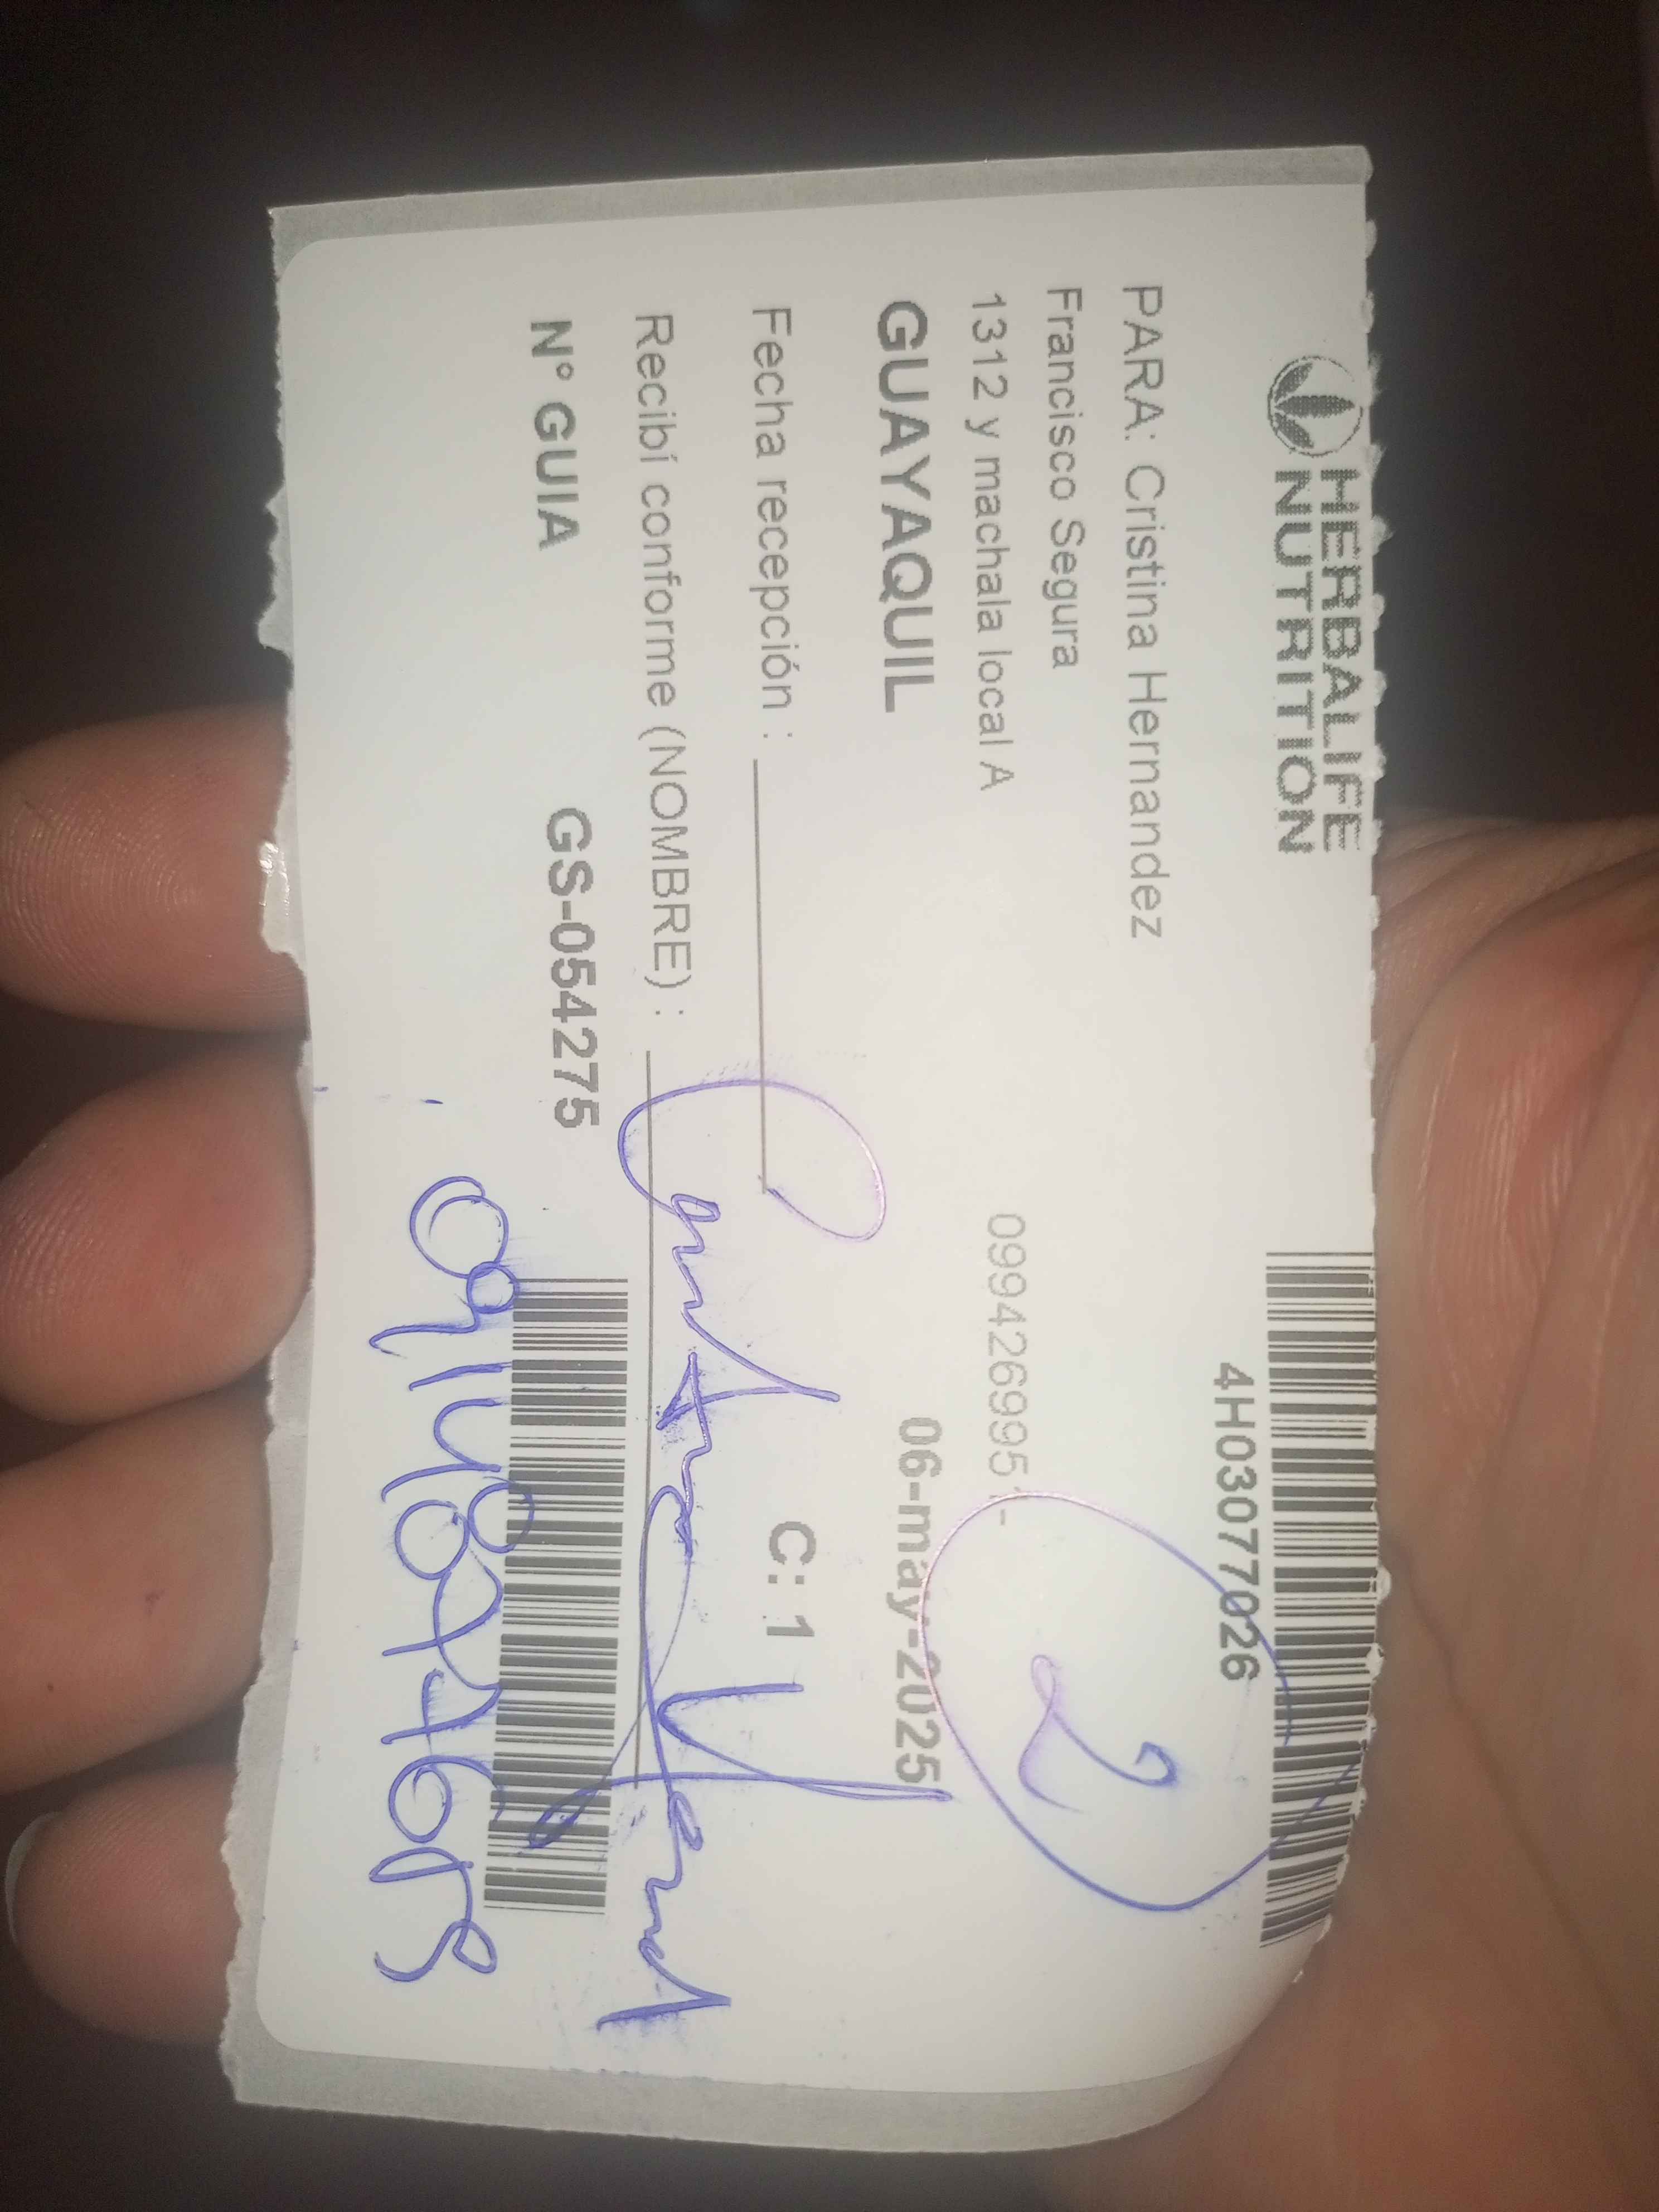 HERBALIFE
NUTRITION
4H03077026
PARA: Cristina Hernandez
Francisco Segura
1312 y machala local A
0994269951-
2
GUAYAQUIL
06-may-2025
Fecha recepción :
C: 1
Recibí conforme (NOMBRE) :
N° GUIA
GS-054275